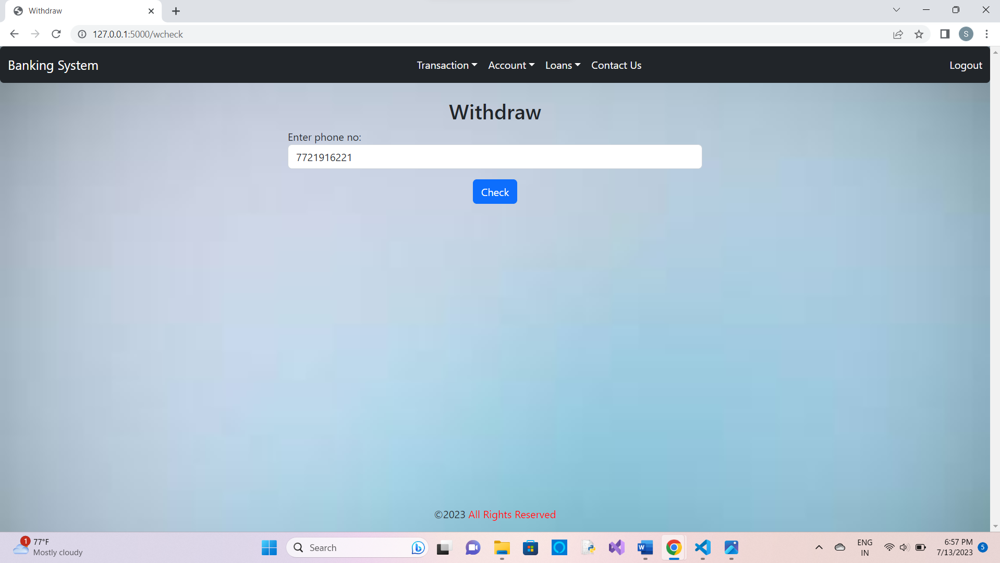 Withdraw
127.0.0.1:5000/wcheck
S
Banking System
Transaction
Account
Loans
Contact Us
Logout
Withdraw
Enter phone no:
7721916221
Check
©2023 All Rights Reserved
1
77°F
Mostly cloudy
Search
W
ENG
IN
6:57 PM
7/13/2023
5